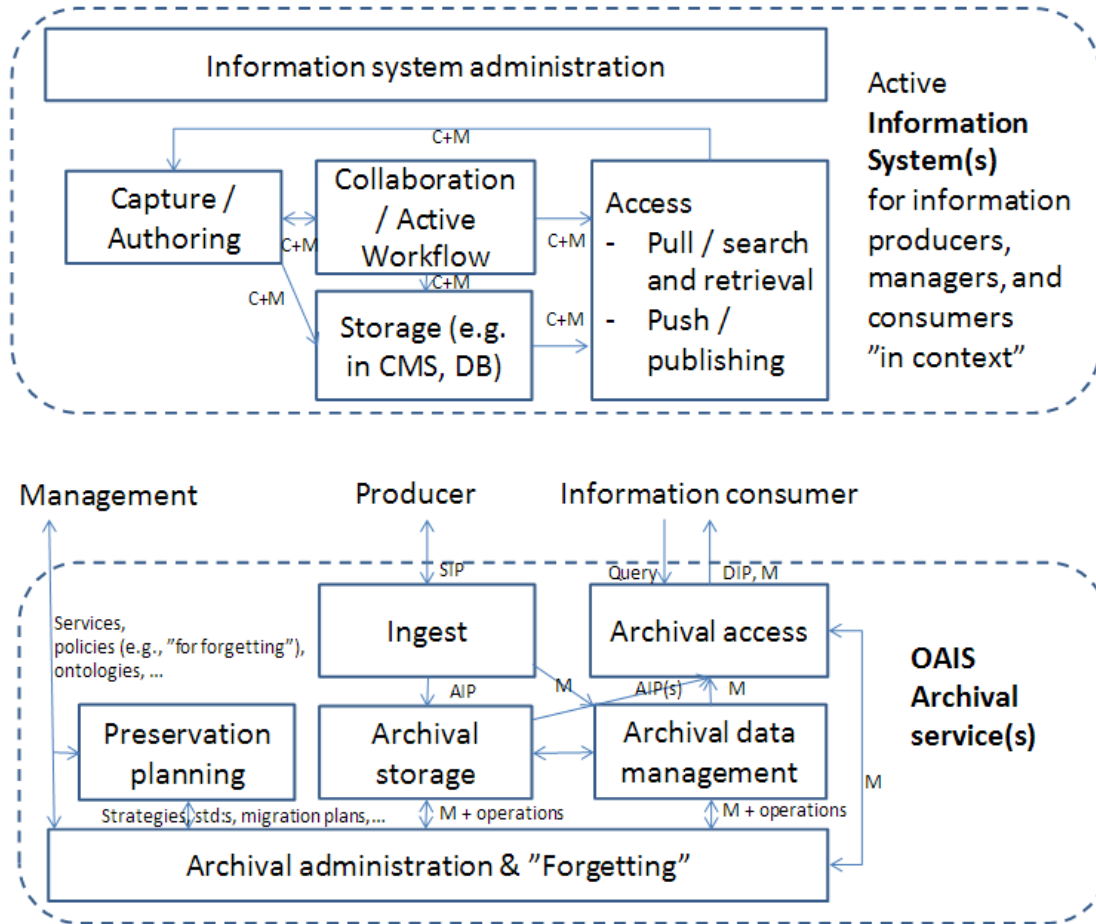 Information system administration
Active
Information
System(s)
for information
producers,
managers, and
consumers
”in context”
C+M
Capture /
Authoring
C+M
Collaboration
/ Active
Workflow
C+M
Access
- Pull / search
and retrieval
- Push /
publishing
C+M
C+M
Storage (e.g.
in CMS, DB)
C+M
Management
Producer
Information consumer
SIP
Query
DIP, M
Services,
policies (e.g., ”for forgetting”),
ontologies, ...
Ingest
Archival access
OAIS
Archival
service(s)
AIP
M
AIP(s)
M
Preservation
planning
Archival
storage
Archival data
management
M
Strategies, std:s, migration plans,...
M + operations
M + operations
Archival administration & ”Forgetting”